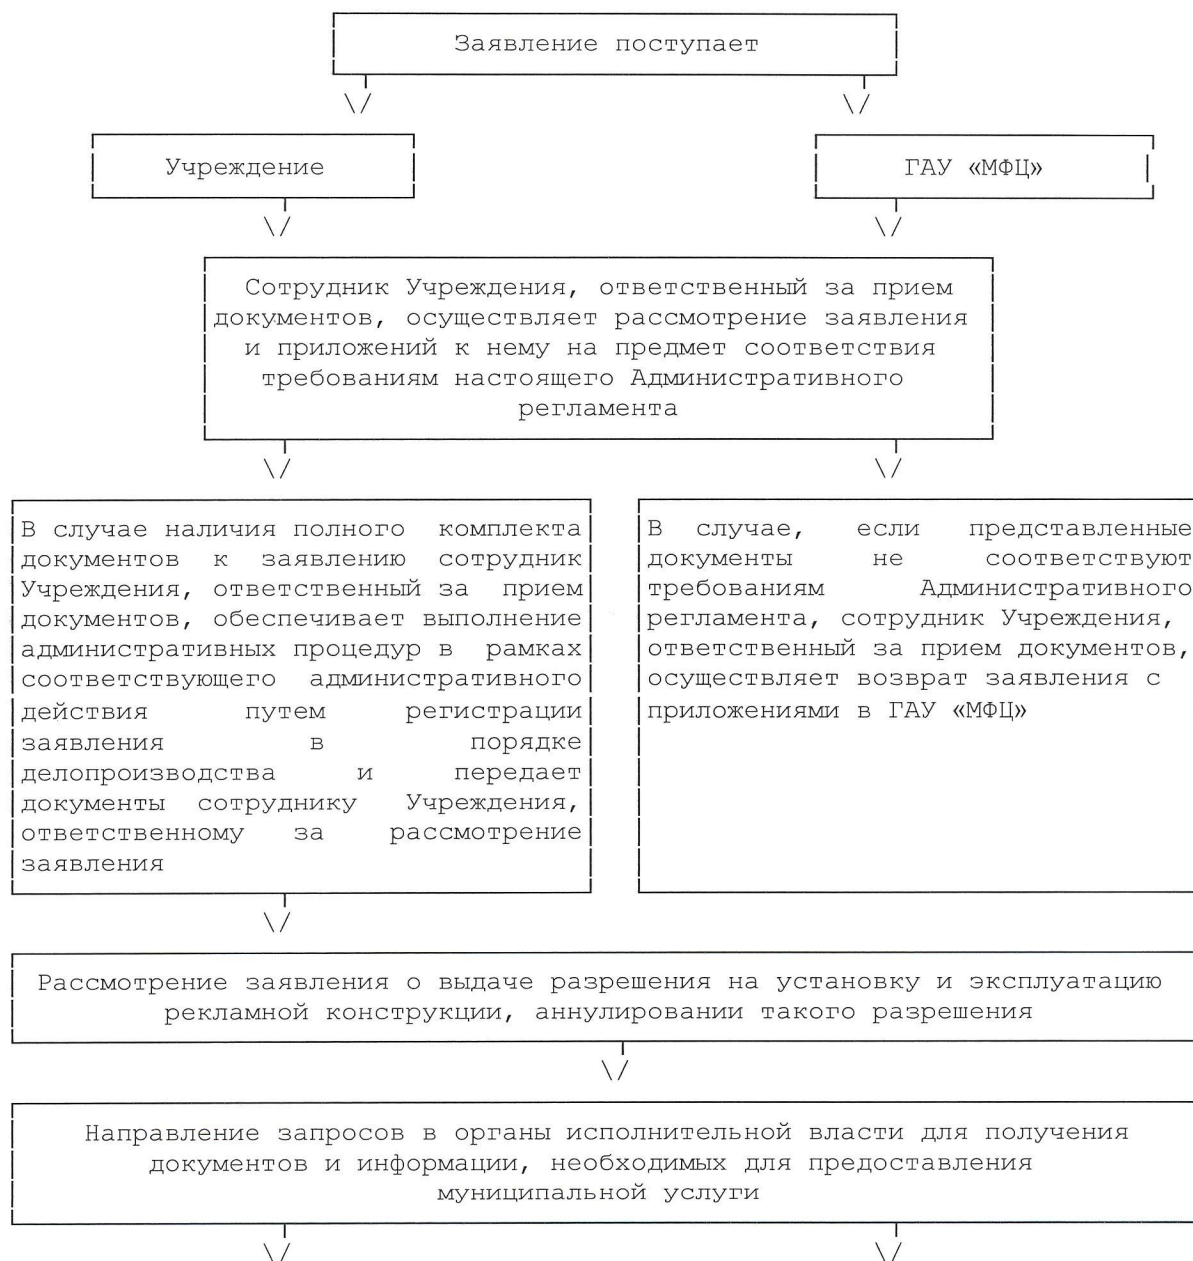 Заявление поступает
Учреждение
ГАУ «МФЦ»
Сотрудник Учреждения, ответственный за прием
документов, осуществляет рассмотрение заявления
и приложений к нему на предмет соответствия
требованиям настоящего Административного
регламента
В случае наличия полного комплекта
документов к заявлению сотрудник
Учреждения, ответственный за прием
документов, обеспечивает выполнение
административных процедур в рамках
соответствующего административного
действия путем регистрации
заявления в порядке
делопроизводства и передает
документы сотруднику Учреждения,
ответственному за рассмотрение
заявления
В случае, если представленные
документы не соответствуют
требованиям Административного
регламента, сотрудник Учреждения,
ответственный за прием документов,
осуществляет возврат заявления с
приложениями в ГАУ «МФЦ»
Рассмотрение заявления о выдаче разрешения на установку и эксплуатацию
рекламной конструкции, аннулировании такого разрешения
Направление запросов в органы исполнительной власти для получения
документов и информации, необходимых для предоставления
муниципальной услуги